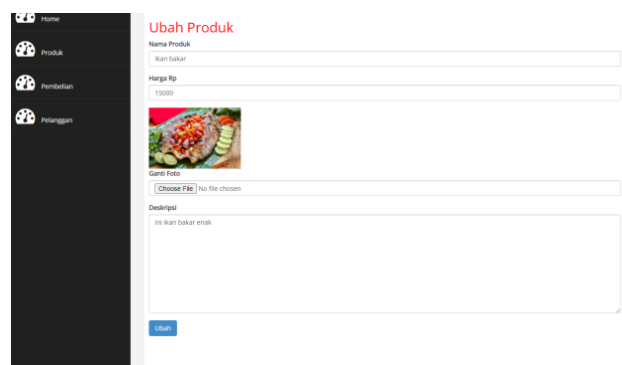 Home
Produk
Pembelian
Pelanggan
Ubah Produk
Nama Produk
ikan bakar
Harga Rp
15000
Ganti Foto
Choose File No file chosen
Deskripsi
ini ikan bakar enak
Ubah